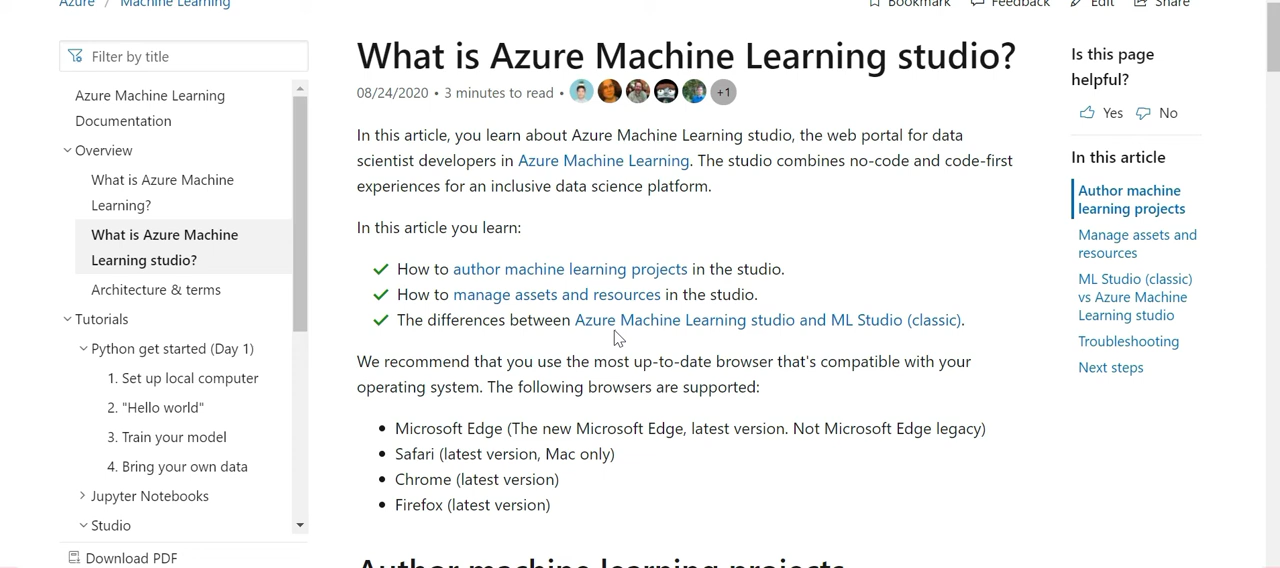 Azure / Machine Learning
Bookmark Feedback Edit Share
Filter by title
Azure Machine Learning
Documentation
Overview
What is Azure Machine
Learning?
What is Azure Machine
Learning studio?
Architecture & terms
Tutorials
Python get started (Day 1)
1. Set up local computer
2. "Hello world"
3. Train your model
4. Bring your own data
Jupyter Notebooks
Studio
Download PDF
What is Azure Machine Learning studio?
08/24/2020 • 3 minutes to read • +1
In this article, you learn about Azure Machine Learning studio, the web portal for data
scientist developers in Azure Machine Learning. The studio combines no-code and code-first
experiences for an inclusive data science platform.
In this article you learn:
How to author machine learning projects in the studio.
How to manage assets and resources in the studio.
The differences between Azure Machine Learning studio and ML Studio (classic).
We recommend that you use the most up-to-date browser that's compatible with your
operating system. The following browsers are supported:
• Microsoft Edge (The new Microsoft Edge, latest version. Not Microsoft Edge legacy)
• Safari (latest version, Mac only)
• Chrome (latest version)
• Firefox (latest version)
Author machine learning projects
Is this page
helpful?
Yes No
In this article
Author machine
learning projects
Manage assets and
resources
ML Studio (classic)
vs Azure Machine
Learning studio
Troubleshooting
Next steps